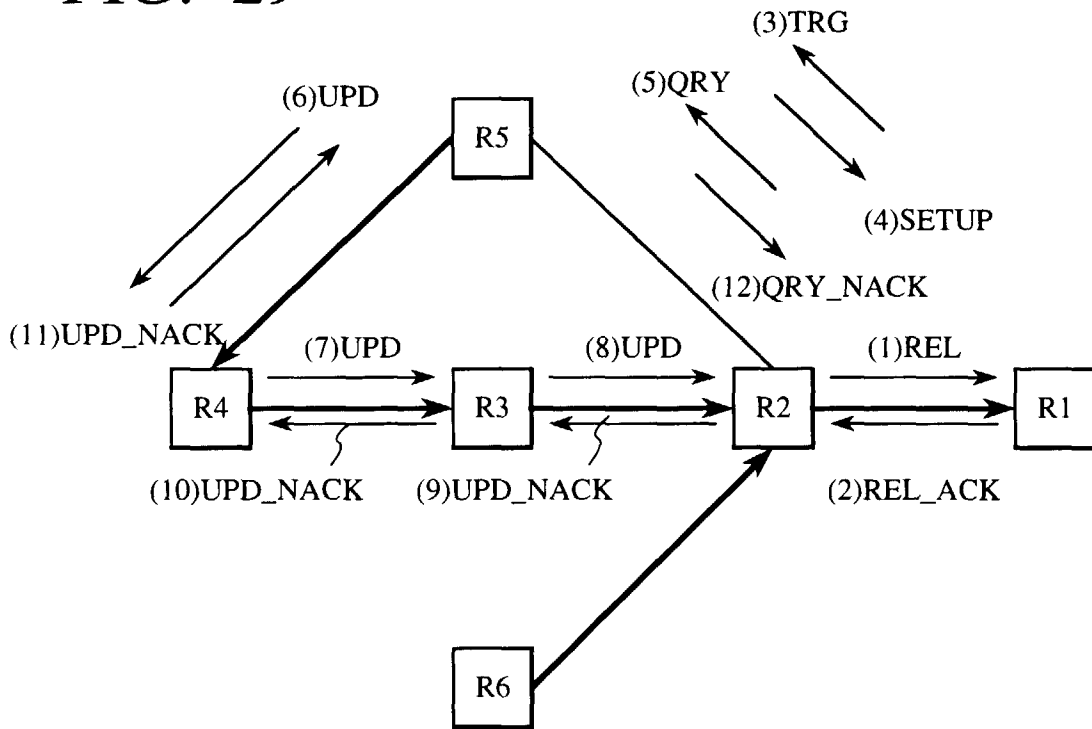 FIG. 29
(3)TRG
(5)QRY
(6)UPD
R5
(4)SETUP
(12)QRY_NACK
(11)UPD_NACK
(7)UPD
(8)UPD
(1)REL
R4
R3
R2
R1
(10)UPD_NACK
(9)UPD_NACK
(2)REL_ACK
R6